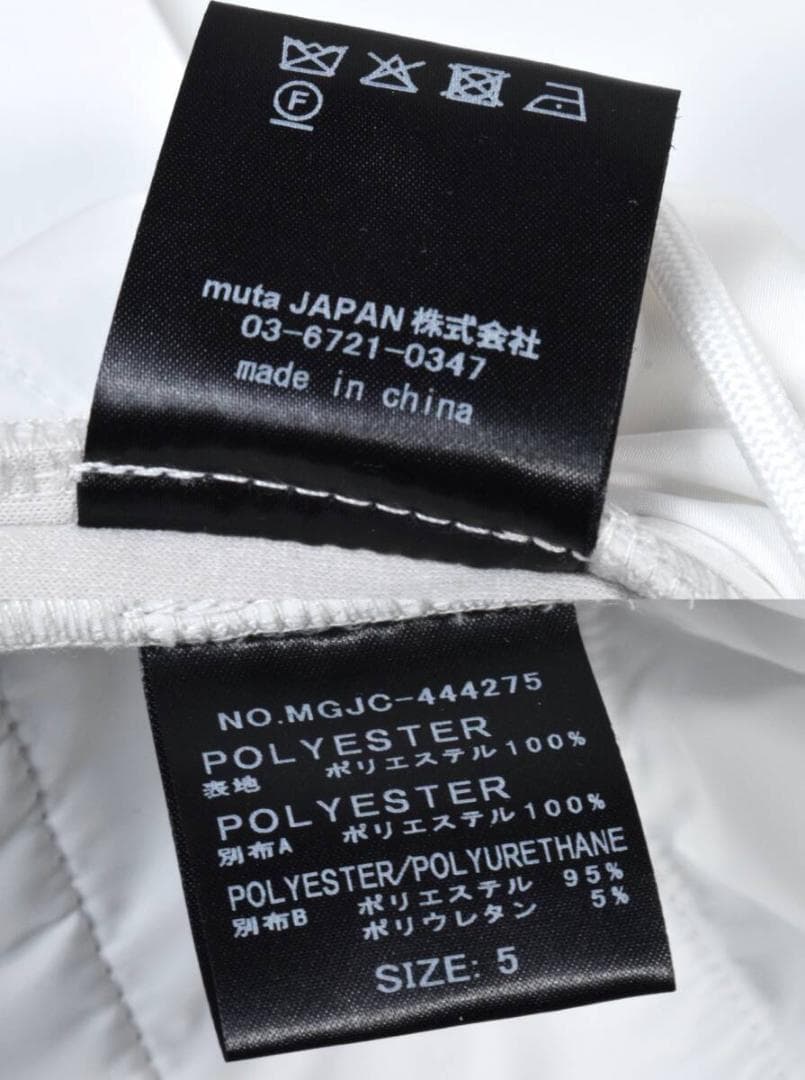 F
muta JAPAN 株式会社
03-6721-0347
made in china
NO.MGJC-444275
POLYESTER
表地 ポリエステル100%
POLYESTER
別布A ポリエステル100%
POLYESTER/POLYURETHANE
別布B ポリエステル 95%
ポリウレタン 5%
SIZE: 5